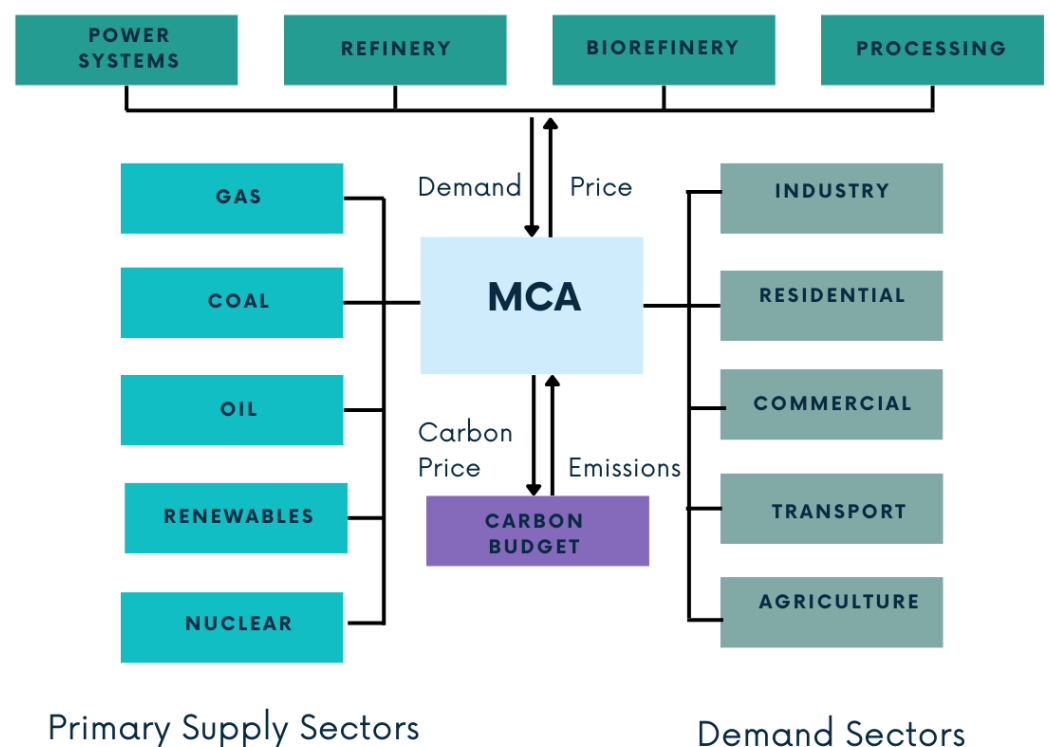 POWER
SYSTEMS
REFINERY
BIOREFINERY
PROCESSING
Demand
Price
GAS
COAL
OIL
RENEWABLES
NUCLEAR
MCA
Carbon
Price
Emissions
CARBON
BUDGET
INDUSTRY
RESIDENTIAL
COMMERCIAL
TRANSPORT
AGRICULTURE
Primary Supply Sectors
Demand Sectors